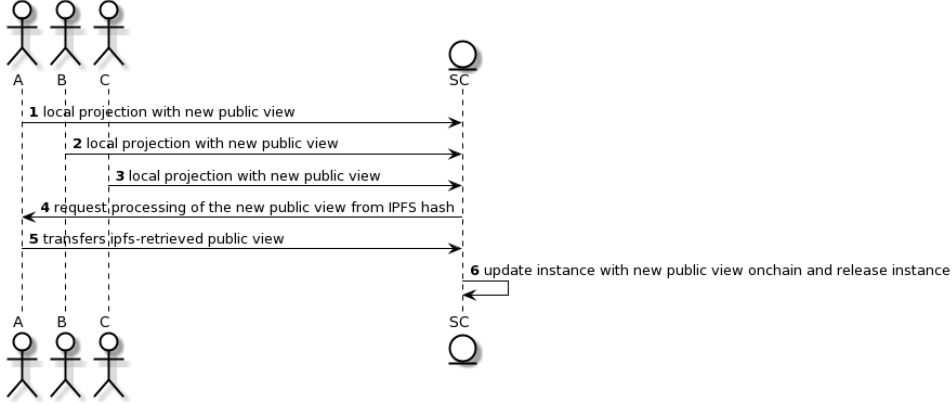 A B C SC
1 local projection with new public view
2 local projection with new public view
3 local projection with new public view
4 request processing of the new public view from IPFS hash
5 transfers ipfs-retrieved public view
6 update instance with new public view onchain and release instance
A B C SC